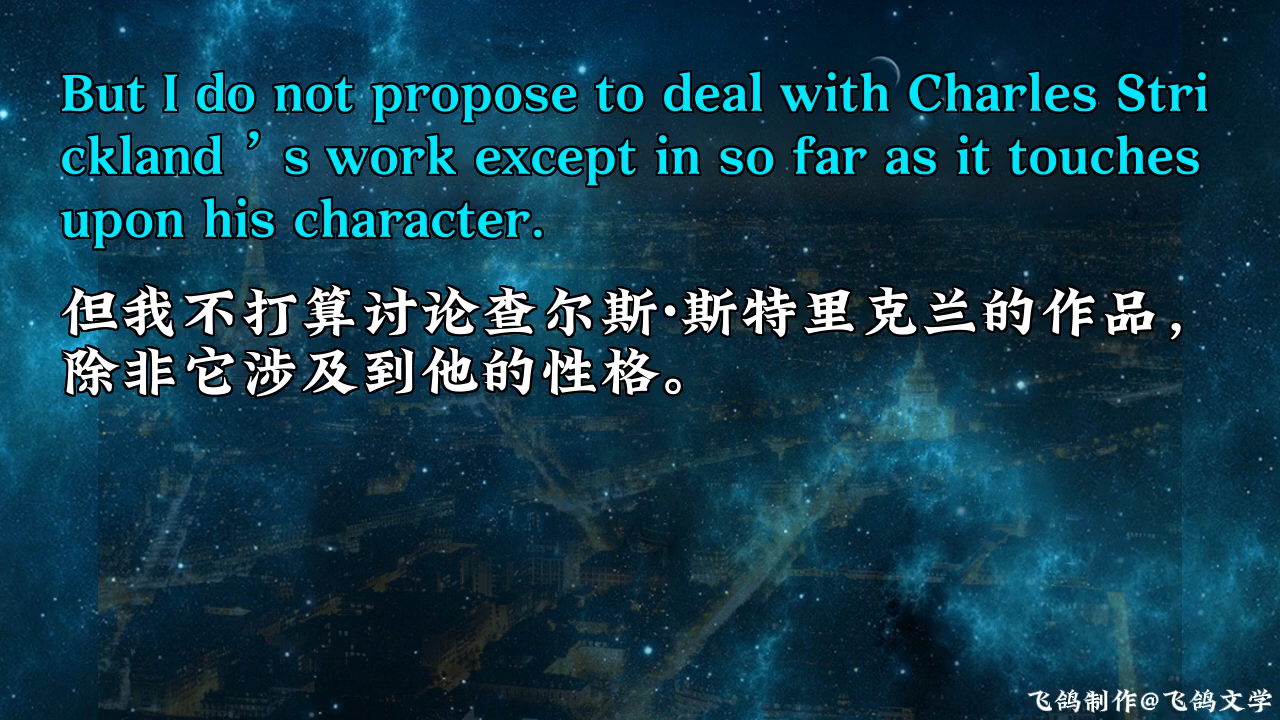 But I do not propose to deal with Charles Stri
ckland ’ s work except in so far as it touches
upon his character.
但我不打算讨论查尔斯·斯特里克兰的作品，
除非它涉及到他的性格。
飞鸽制作@飞鸽文学